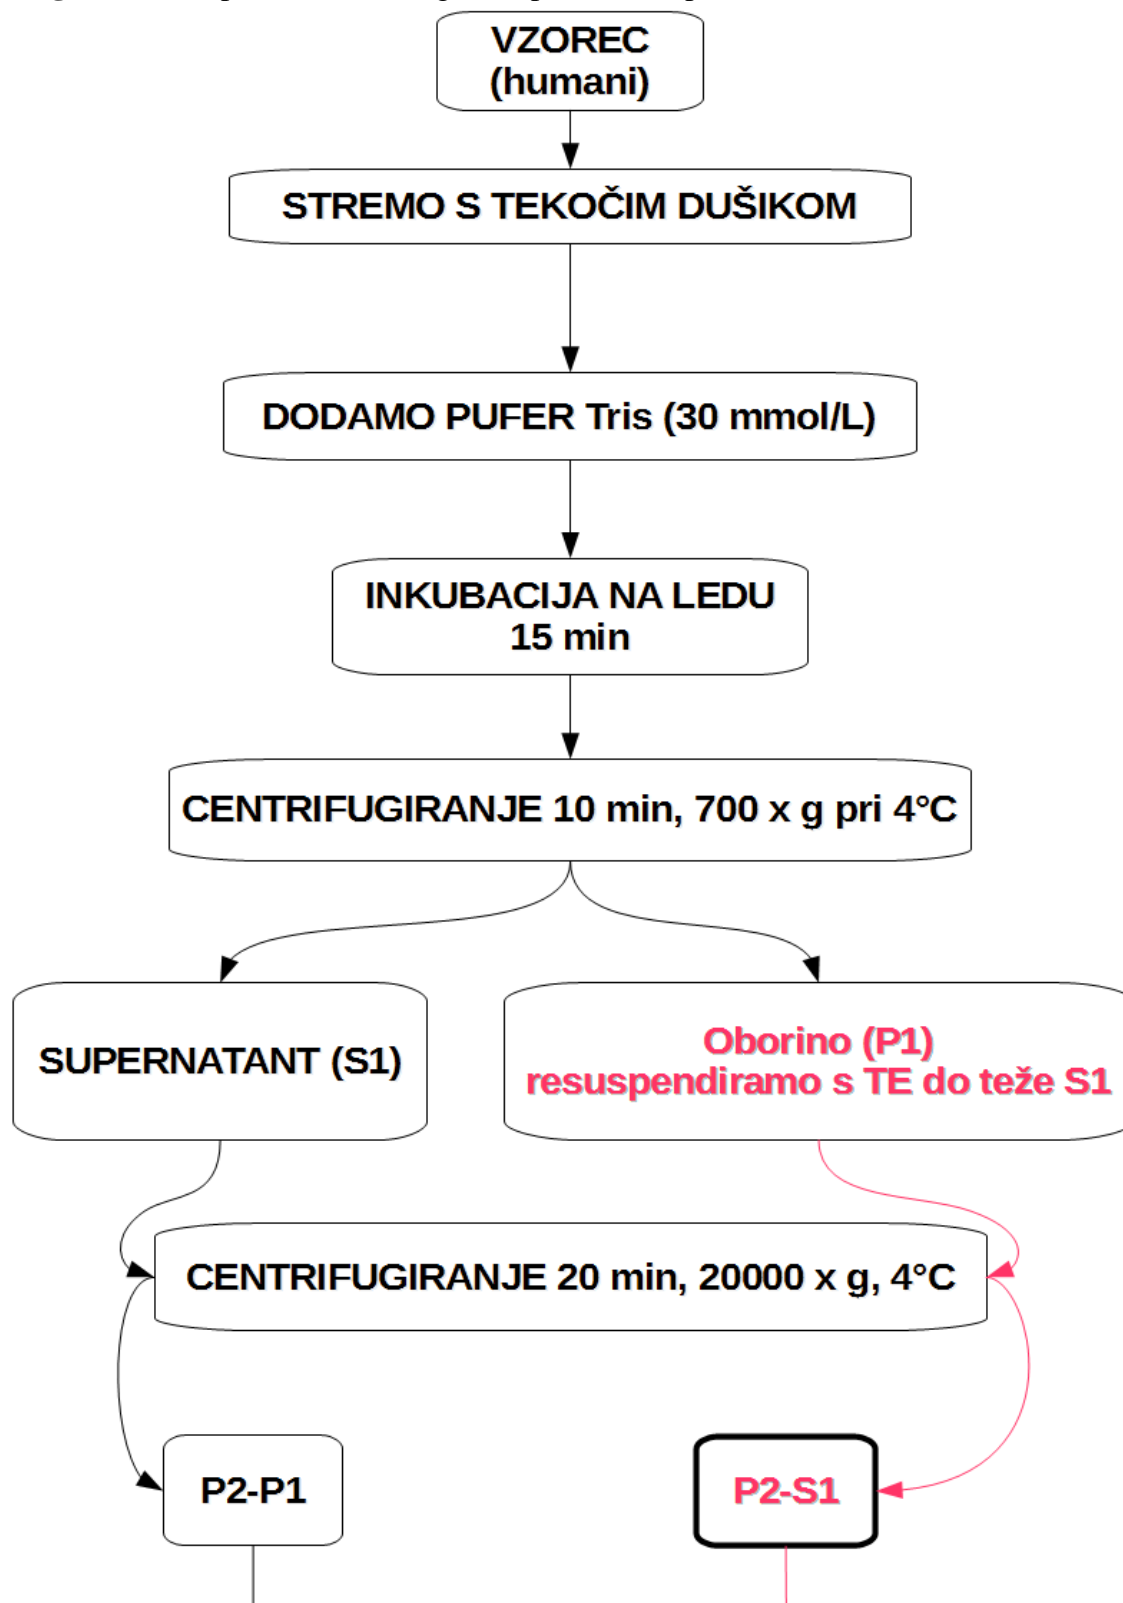 VZOREC
(humani)
STREMO S TEKOČIM DUŠIKOM
DODAMO PUFER Tris (30 mmol/L)
INKUBACIJA NA LEDU
15 min
CENTRIFUGIRANJE 10 min, 700 x g pri 4°C
SUPERNATANT (S1)
Oborino (P1)
resuspendiramo s TE do teže S1
CENTRIFUGIRANJE 20 min, 20000 x g, 4°C
P2-P1
P2-S1